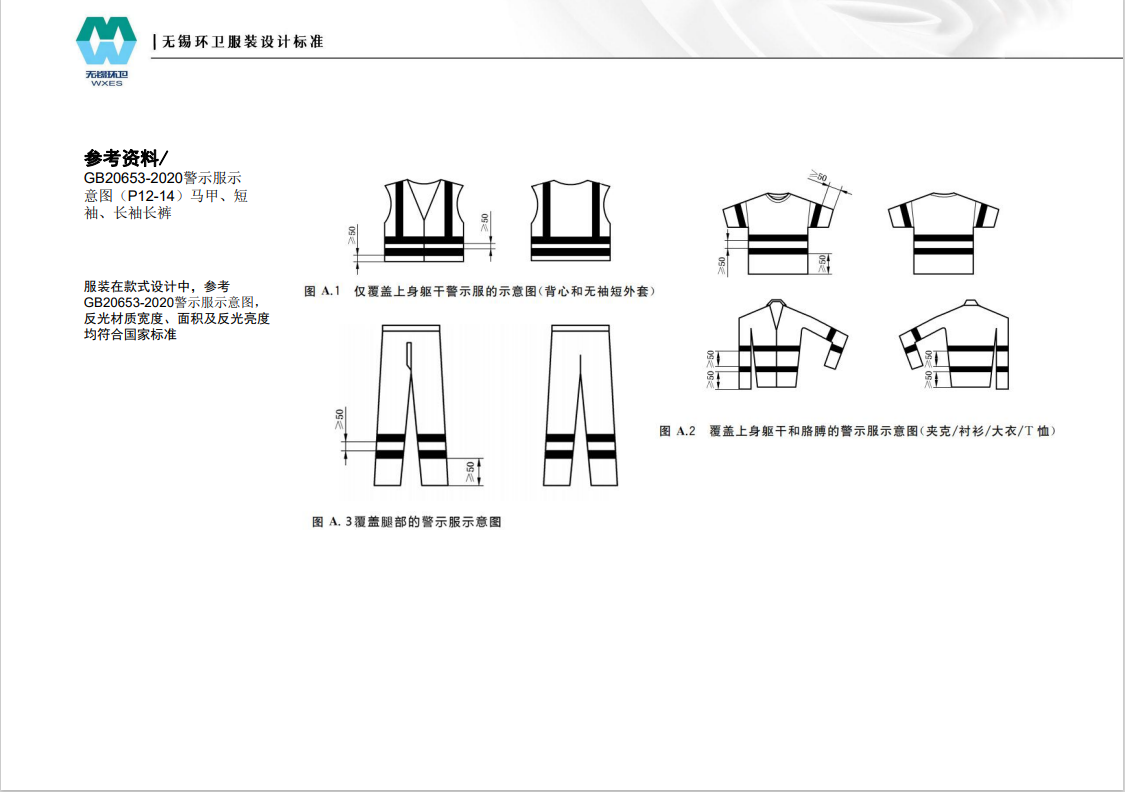 无锡环卫服装设计标准
无锡环卫
WXES
参考资料/
GB20653-2020警示服示
意图（P12-14）马甲、短
袖、长袖长裤
服装在款式设计中，参考
GB20653-2020警示服示意图，
反光材质宽度、面积及反光亮度
均符合国家标准
≥50
≥50
图 A.1 仅覆盖上身躯干警示服的示意图(背心和无袖短外套)
≥50
≥50
≥50
≥50
≥50
≥50
≥50
图 A.2 覆盖上身躯干和胳膊的警示服示意图(夹克/衬衫/大衣/T 恤)
≥50
≥50
图 A. 3覆盖腿部的警示服示意图